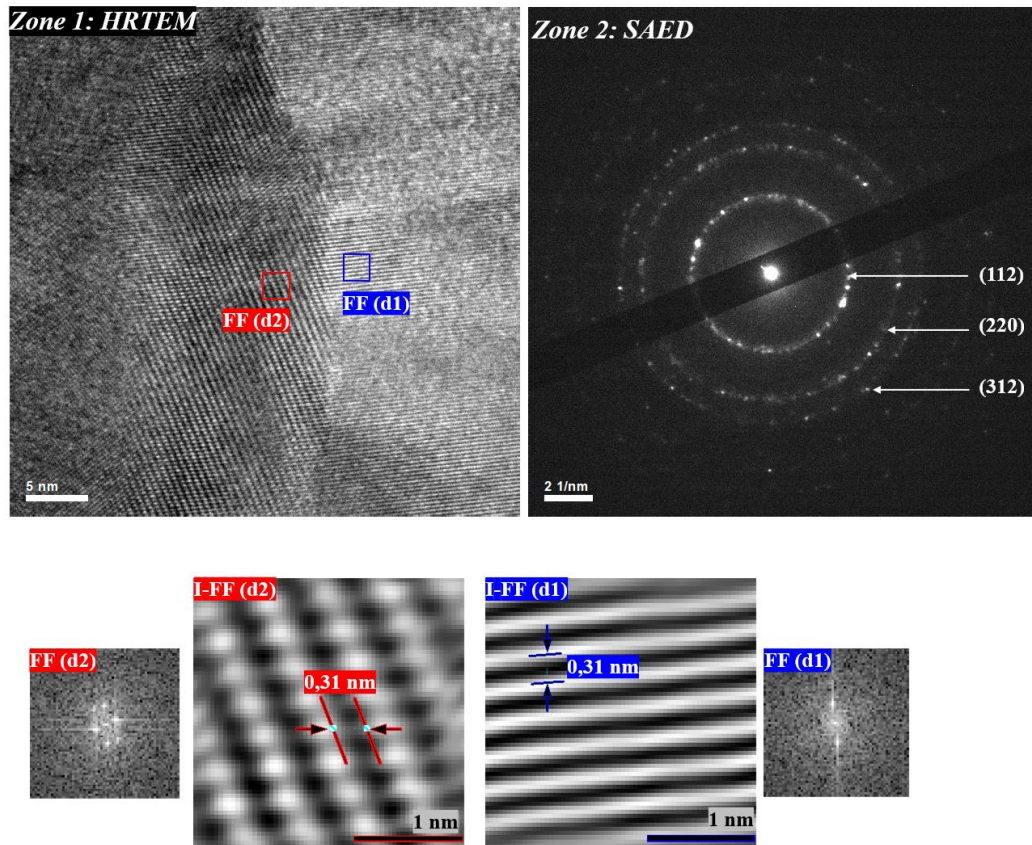 Zone 1: HRTEM
Zone 2: SAED
(112)
FF (d2)
FF (d1)
(220)
(312)
5 nm
2 1/nm
I-FF (d2)
I-FF (d1)
FF (d2)
FF (d1)
0,31 nm
0,31 nm
1 nm
1 nm